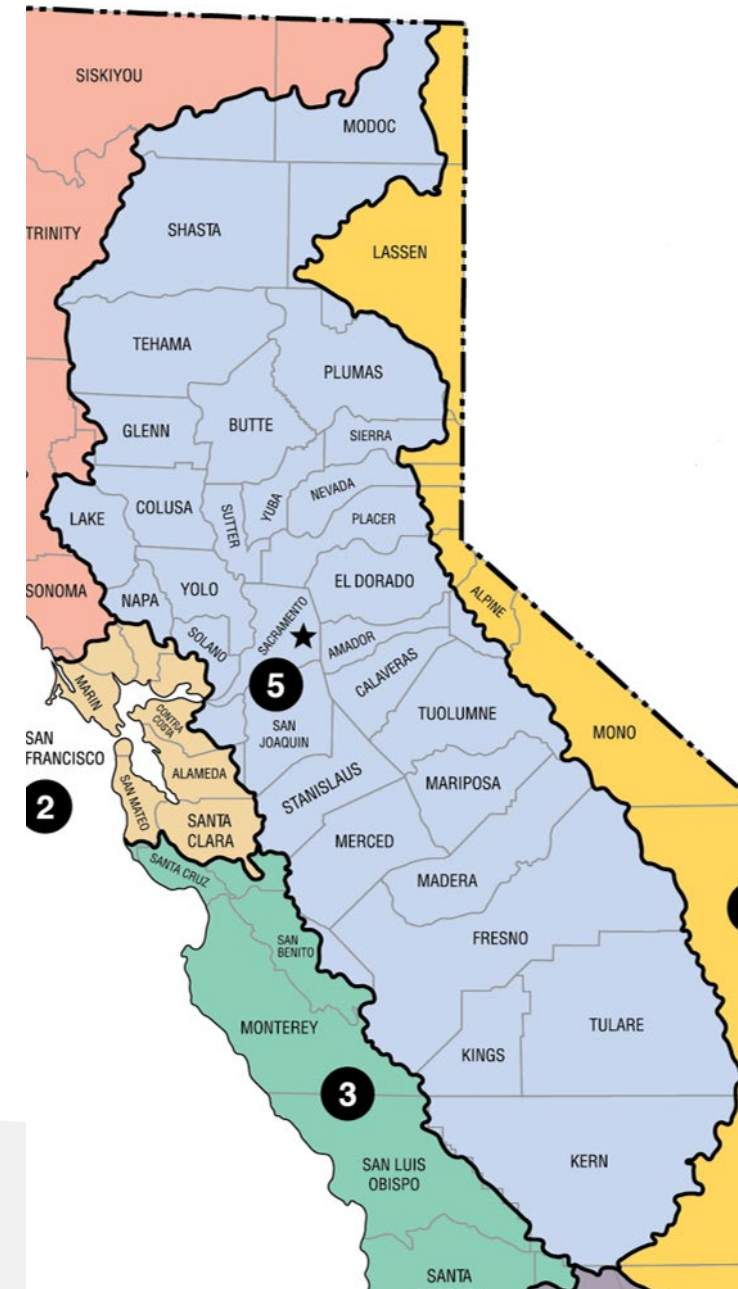 SISKIYOU
MODOC
TRINITY
SHASTA
LASSEN
TEHAMA
PLUMAS
GLENN
BUTTE
SIERRA
LAKE
COLUSA
SUTTER
YUBA
NEVADA
PLACER
SONOMA
NAPA
YOLO
EL DORADO
ALPINE
SOLANO
SACRAMENTO
AMADOR
CALAVERAS
5
MARIN
CONTRA
COSTA
SAN
JOAQUIN
TUOLUMNE
MONO
SAN
FRANCISCO
2
ALAMEDA
SAN MATEO
SANTA
CLARA
STANISLAUS
MARIPOSA
MERCED
SANTA CRUZ
MADERA
SAN
BENITO
FRESNO
MONTEREY
KINGS
TULARE
3
SAN LUIS
OBISPO
KERN
SANTA